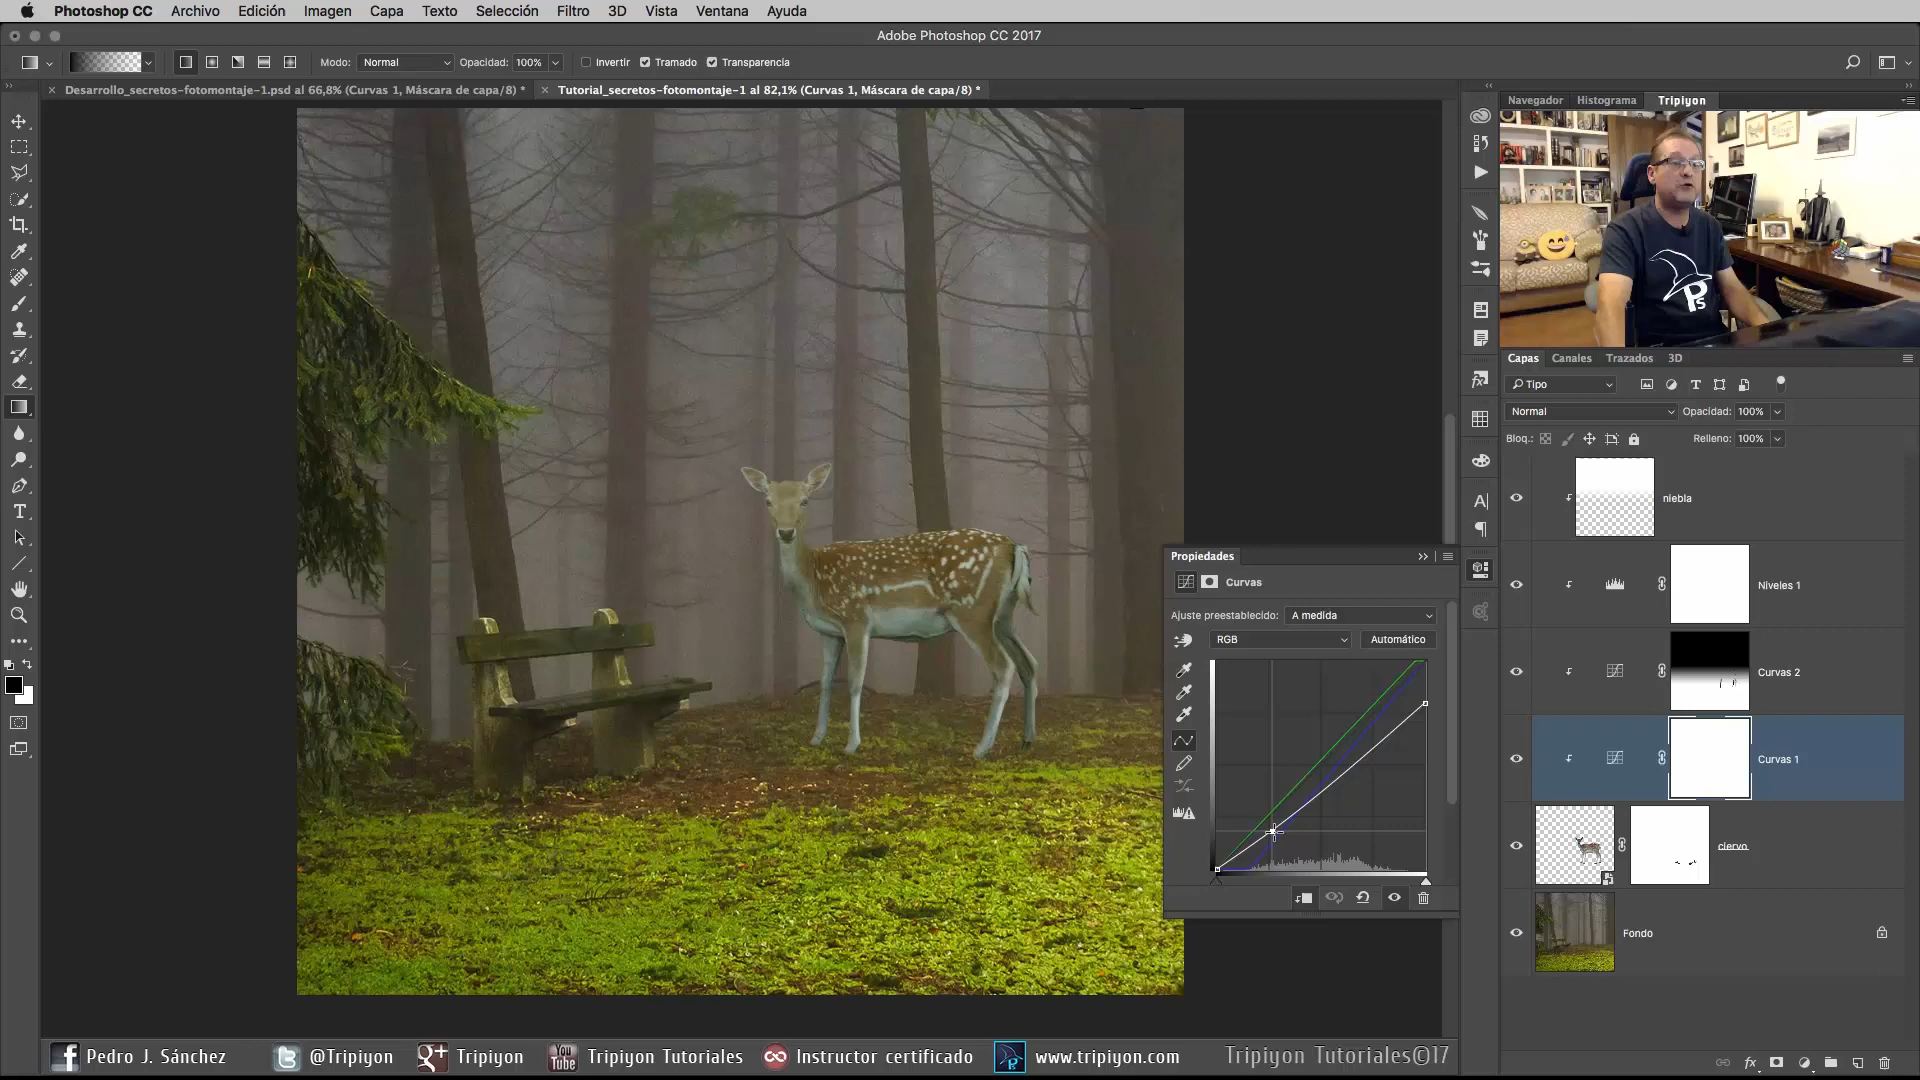 Photoshop CC Archivo Edición Imagen Capa Texto Selección Filtro 3D Vista Ventana Ayuda
Adobe Photoshop CC 2017
Modo: Normal Opacidad: 100% Invertir Tramado Transparencia
Desarrollo_secretos-fotomontaje-1.psd al 66,8% (Curvas 1, Máscara de capa/8) *
Tutorial_secretos-fotomontaje-1 al 82,1% (Curvas 1, Máscara de capa/8) *
Navegador Histograma Tripiyon
Ps
Capas Canales Trazados 3D
Tipo
Normal Opacidad: 100%
Bloq.: Relleno: 100%
niebla
Niveles 1
Curvas 2
Curvas 1
ciervo
Fondo
Propiedades
Curvas
Ajuste preestablecido: A medida
RGB Automático
Pedro J. Sánchez @Tripiyon Tripiyon Tripiyon Tutoriales Instructor certificado www.tripiyon.com Tripiyon Tutoriales©17